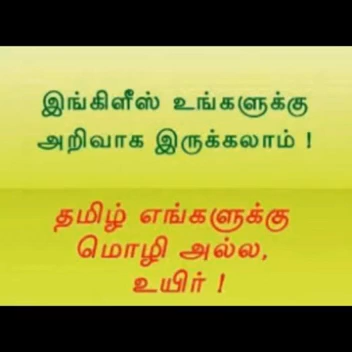 இங்கிளீஸ் உங்களுக்கு
அறிவாக இருக்கலாம் !
தமிழ் எங்களுக்கு
மொழி அல்ல,
உயிர் !